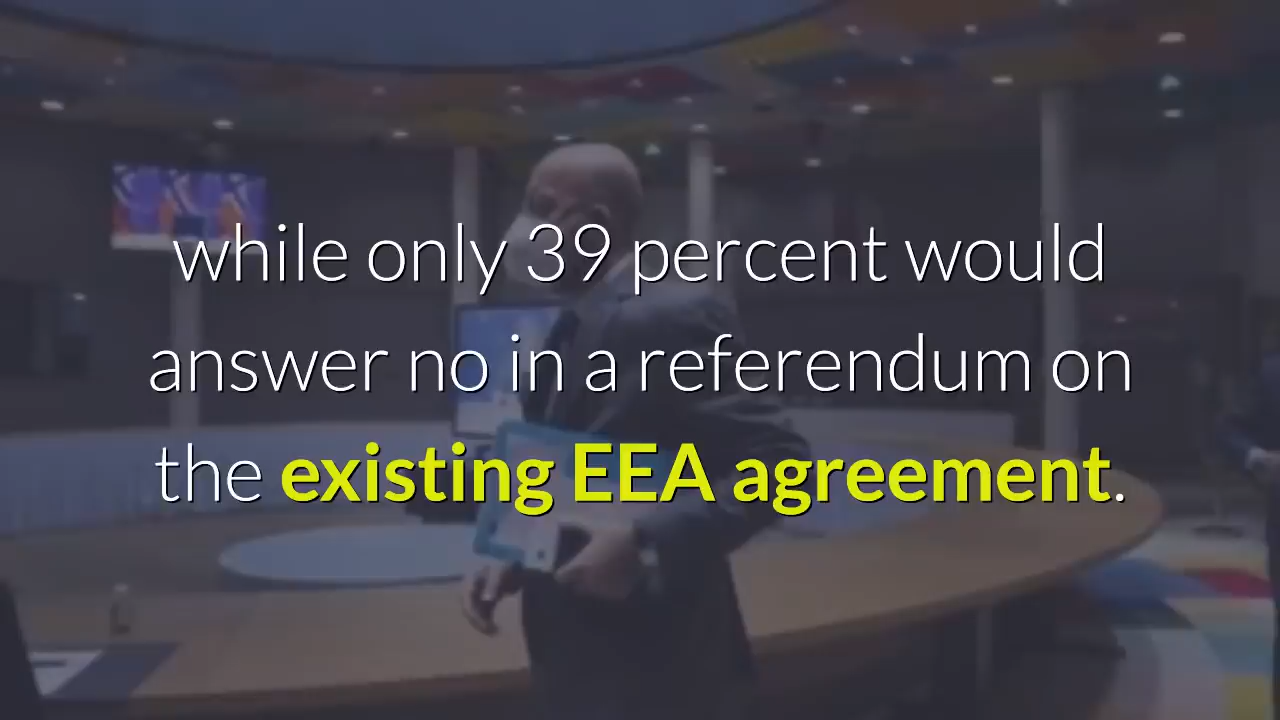 while only 39 percent would
answer no in a referendum on
the existing EEA agreement.